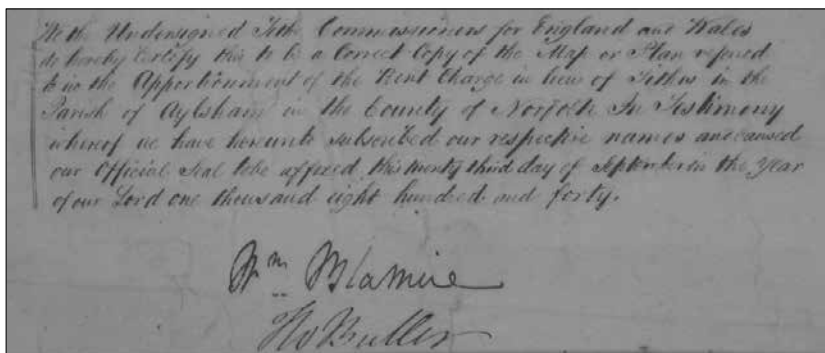 We the Undersigned Tithe Commissioners for England and Wales
do hereby Certify this to be a Correct Copy of the Map or Plan referred
to in the Apportionment of the Rent Charge in lieu of Tithes in the
Parish of Aylsham in the County of Norfolk In Testimony
whereof we have hereunto subscribed our respective names and caused
our Official Seal to be affixed this twenty third day of September in the Year
of our Lord one thousand eight hundred and forty.
Wm Blamire